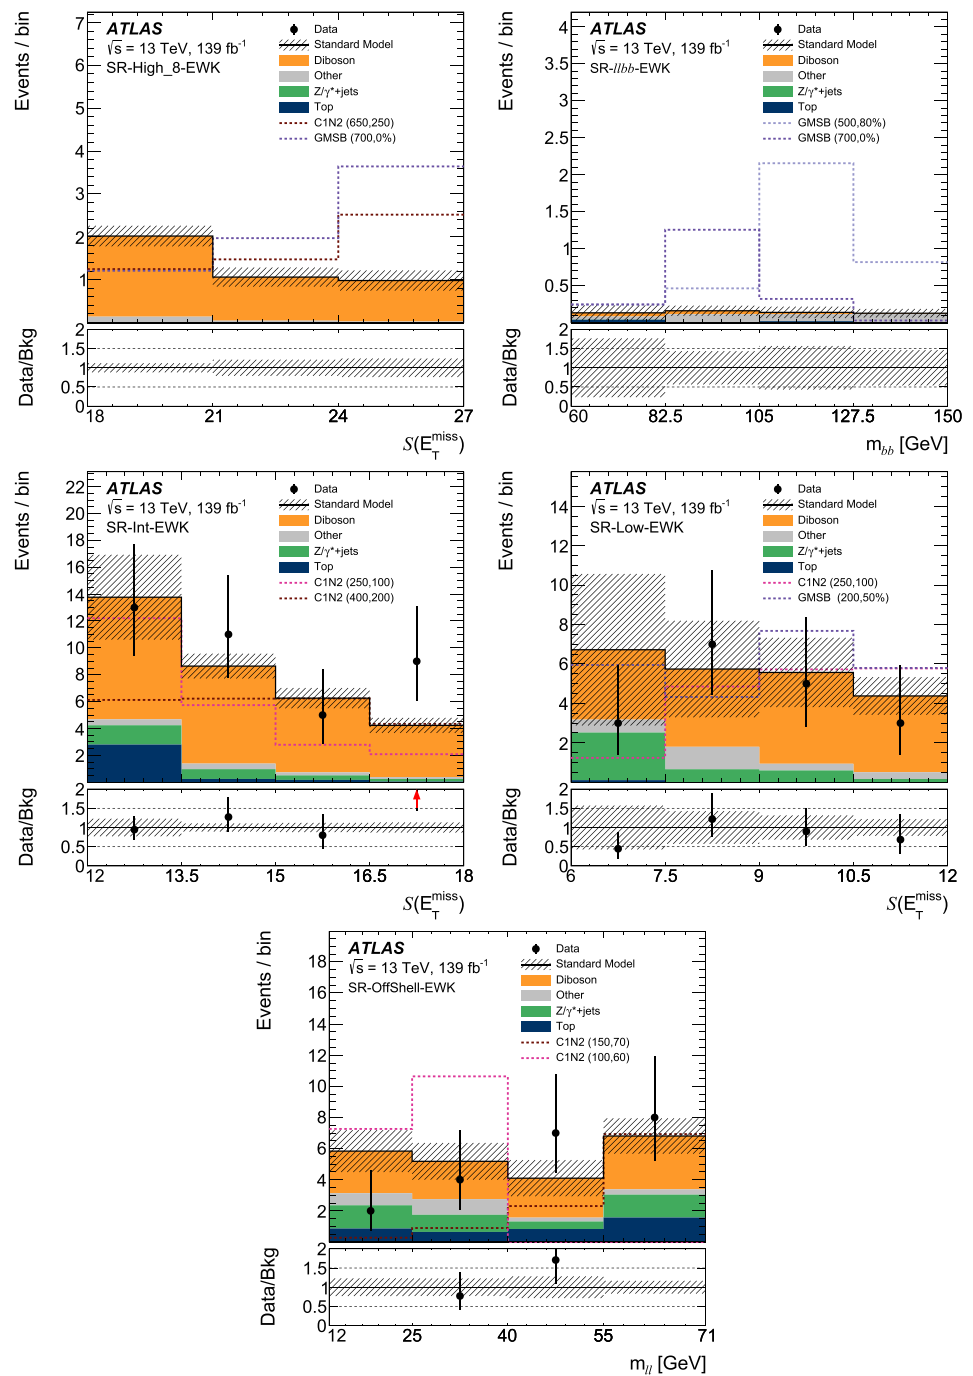 ATLAS
√s = 13 TeV, 139 fb-1
SR-High_8-EWK
Data
Standard Model
Diboson
Other
Z/γ*+jets
Top
C1N2 (650,250)
GMSB (700,0%)
Events / bin
7
6
5
4
3
2
1
Data/Bkg
2
1.5
1
0.5
0
18 21 24 27
S(E_T^miss)
ATLAS
√s = 13 TeV, 139 fb-1
SR-llbb-EWK
Data
Standard Model
Diboson
Other
Z/γ*+jets
Top
GMSB (500,80%)
GMSB (700,0%)
Events / bin
4
3.5
3
2.5
2
1.5
1
0.5
Data/Bkg
2
1.5
1
0.5
0
60 82.5 105 127.5 150
m_bb [GeV]
ATLAS
√s = 13 TeV, 139 fb-1
SR-Int-EWK
Data
Standard Model
Diboson
Other
Z/γ*+jets
Top
C1N2 (250,100)
C1N2 (400,200)
Events / bin
22
20
18
16
14
12
10
8
6
4
2
Data/Bkg
2
1.5
1
0.5
0
12 13.5 15 16.5 18
S(E_T^miss)
ATLAS
√s = 13 TeV, 139 fb-1
SR-Low-EWK
Data
Standard Model
Diboson
Other
Z/γ*+jets
Top
C1N2 (250,100)
GMSB (200,50%)
Events / bin
14
12
10
8
6
4
2
Data/Bkg
2
1.5
1
0.5
0
6 7.5 9 10.5 12
S(E_T^miss)
ATLAS
√s = 13 TeV, 139 fb-1
SR-OffShell-EWK
Data
Standard Model
Diboson
Other
Z/γ*+jets
Top
C1N2 (150,70)
C1N2 (100,60)
Events / bin
18
16
14
12
10
8
6
4
2
Data/Bkg
2
1.5
1
0.5
0
12 25 40 55 71
m_ll [GeV]